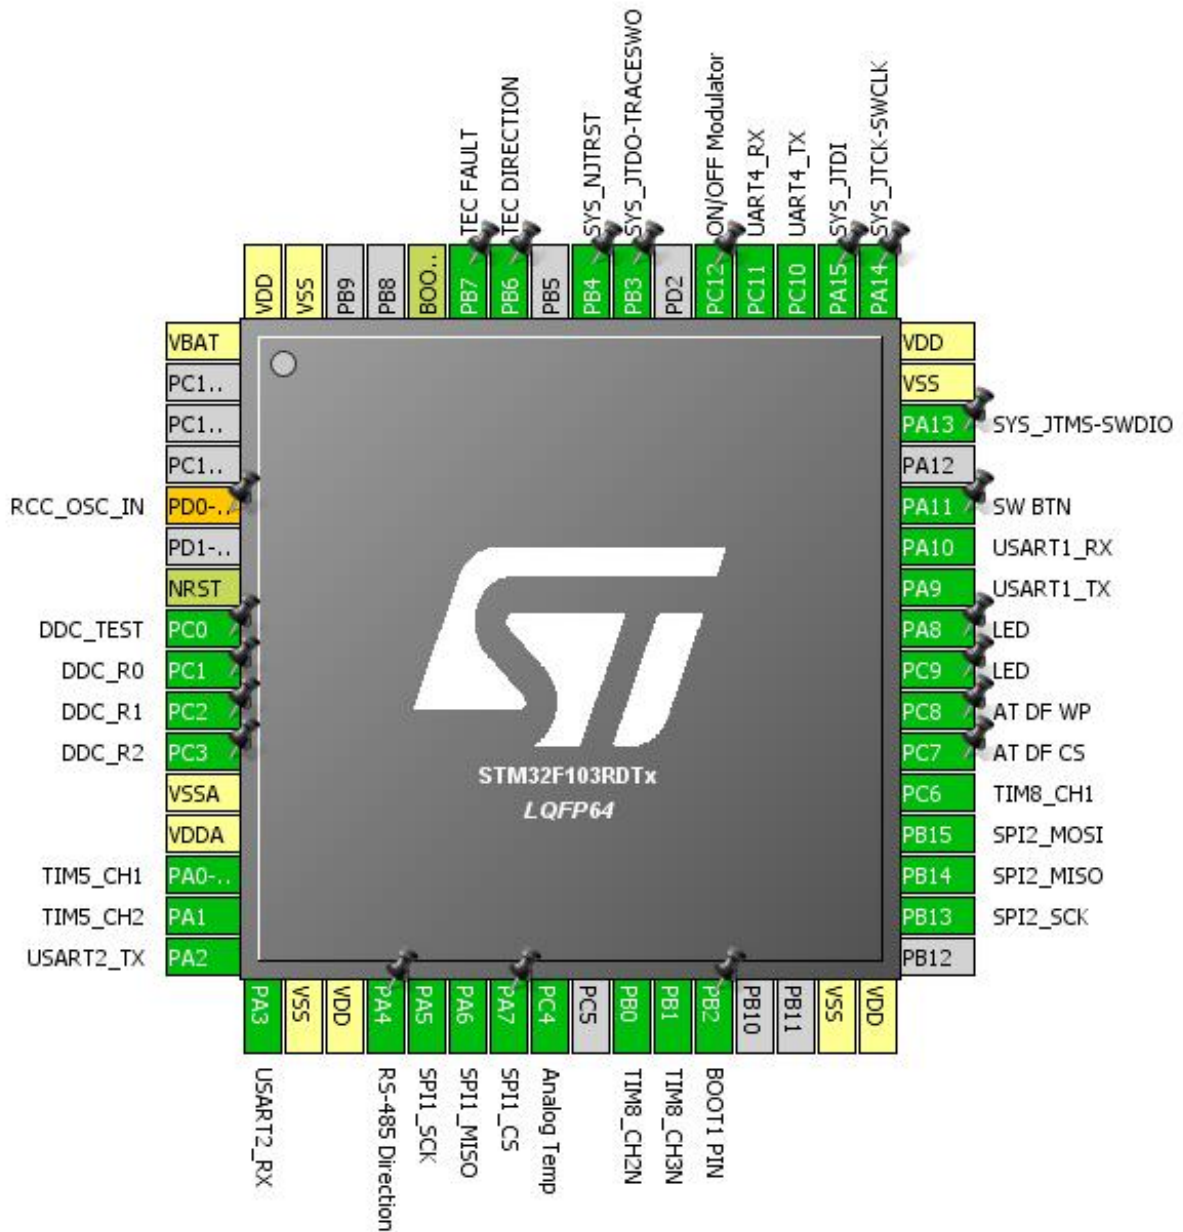 TEC FAULT
TEC DIRECTION
SYS_NJTRST
SYS_JTDO-TRACESWO
ON/OFF Modulator
UART4_RX
UART4_TX
SYS_JTDI
SYS_JTCK-SWCLK
VDD
VSS
PB9
PB8
BOO..
PB7
PB6
PB5
PB4
PB3
PD2
PC12
PC11
PC10
PA15
PA14
VBAT
PC1..
PC1..
PC1..
RCC_OSC_IN PD0-..
PD1-..
NRST
DDC_TEST PC0
DDC_R0 PC1
DDC_R1 PC2
DDC_R2 PC3
VSSA
VDDA
TIM5_CH1 PA0-..
TIM5_CH2 PA1
USART2_TX PA2
STM32F103RDTx
LQFP64
VDD
VSS
PA13 SYS_JTMS-SWDIO
PA12
PA11 SW BTN
PA10 USART1_RX
PA9 USART1_TX
PA8 LED
PC9 LED
PC8 AT DF WP
PC7 AT DF CS
PC6 TIM8_CH1
PB15 SPI2_MOSI
PB14 SPI2_MISO
PB13 SPI2_SCK
PB12
PA3
VSS
VDD
PA4
PA5
PA6
PA7
PC4
PC5
PB0
PB1
PB2
PB10
PB11
VSS
VDD
USART2_RX
RS-485 Direction
SPI1_SCK
SPI1_MISO
SPI1_CS
Analog Temp
TIM8_CH2N
TIM8_CH3N
BOOT1 PIN